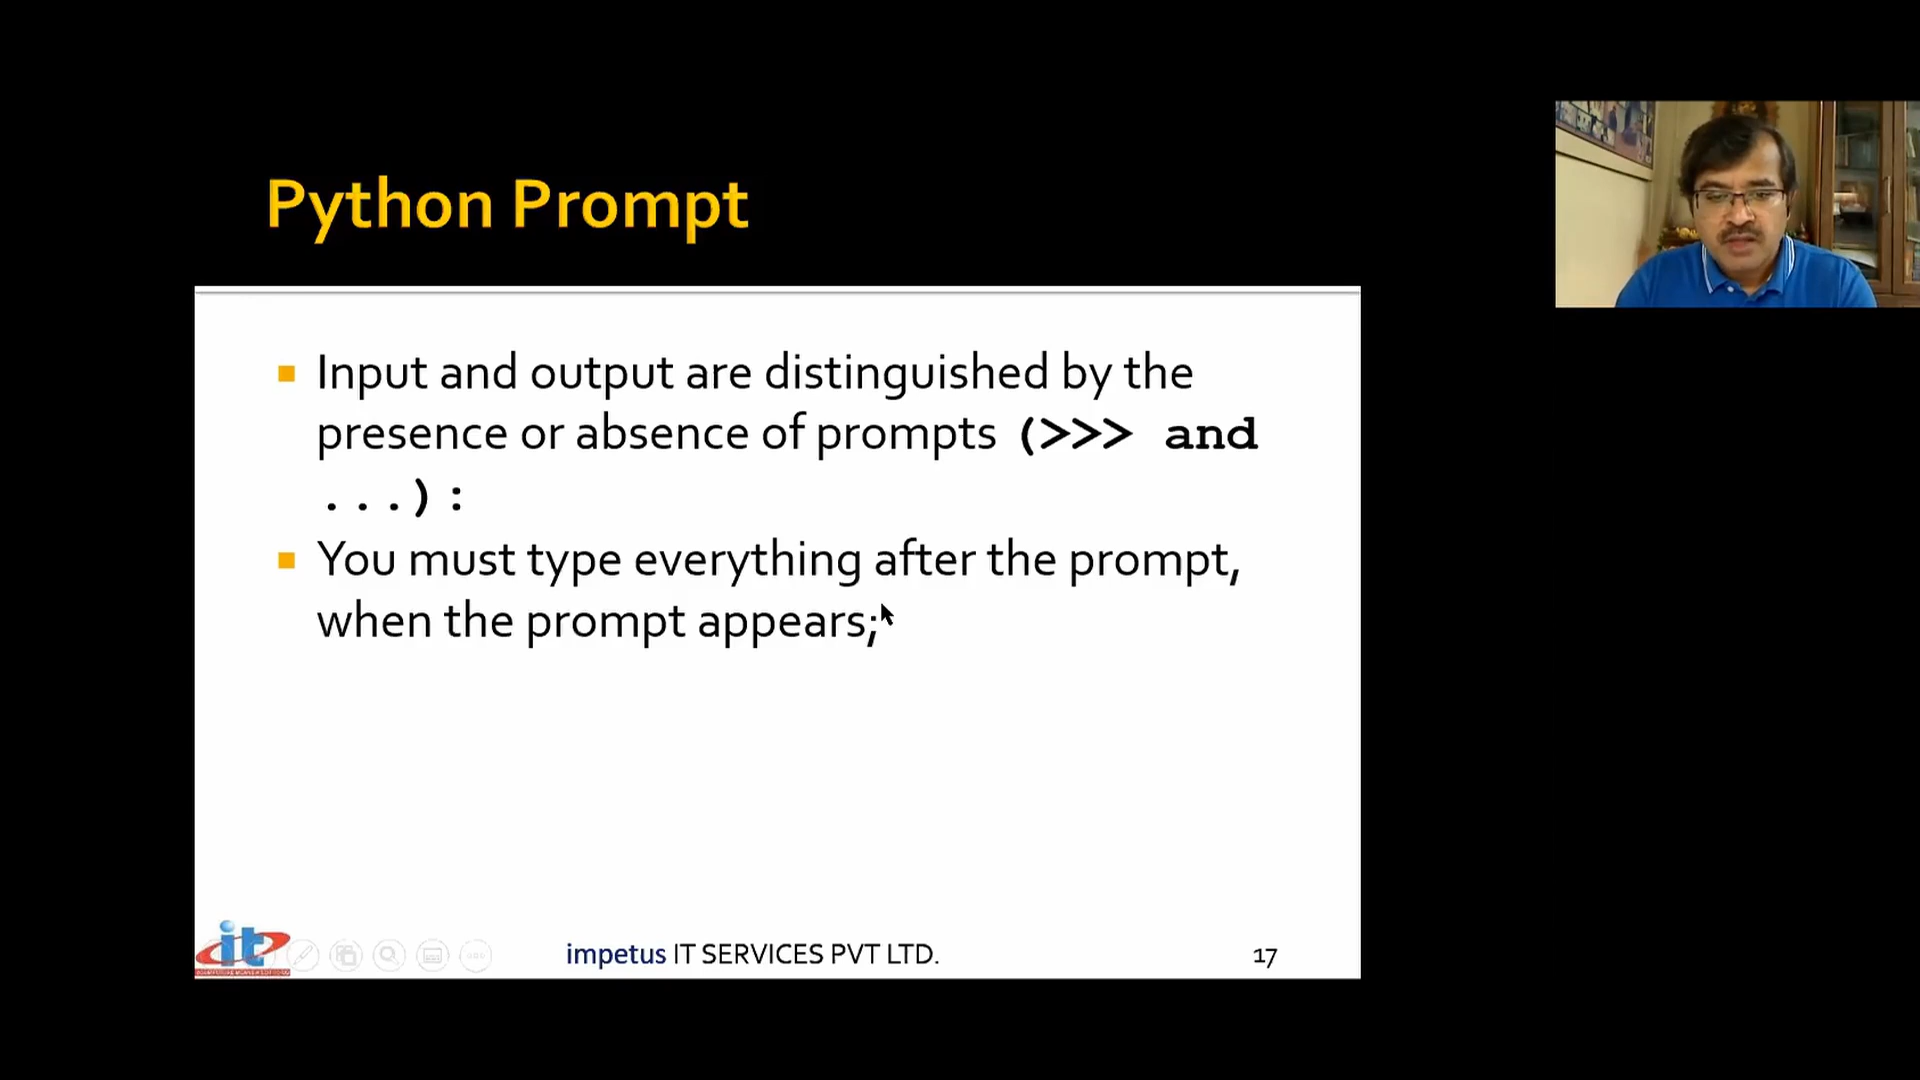 Python Prompt
Input and output are distinguished by the
presence or absence of prompts (>>> and
...):
You must type everything after the prompt,
when the prompt appears;
it
impetus IT SERVICES PVT LTD.
17